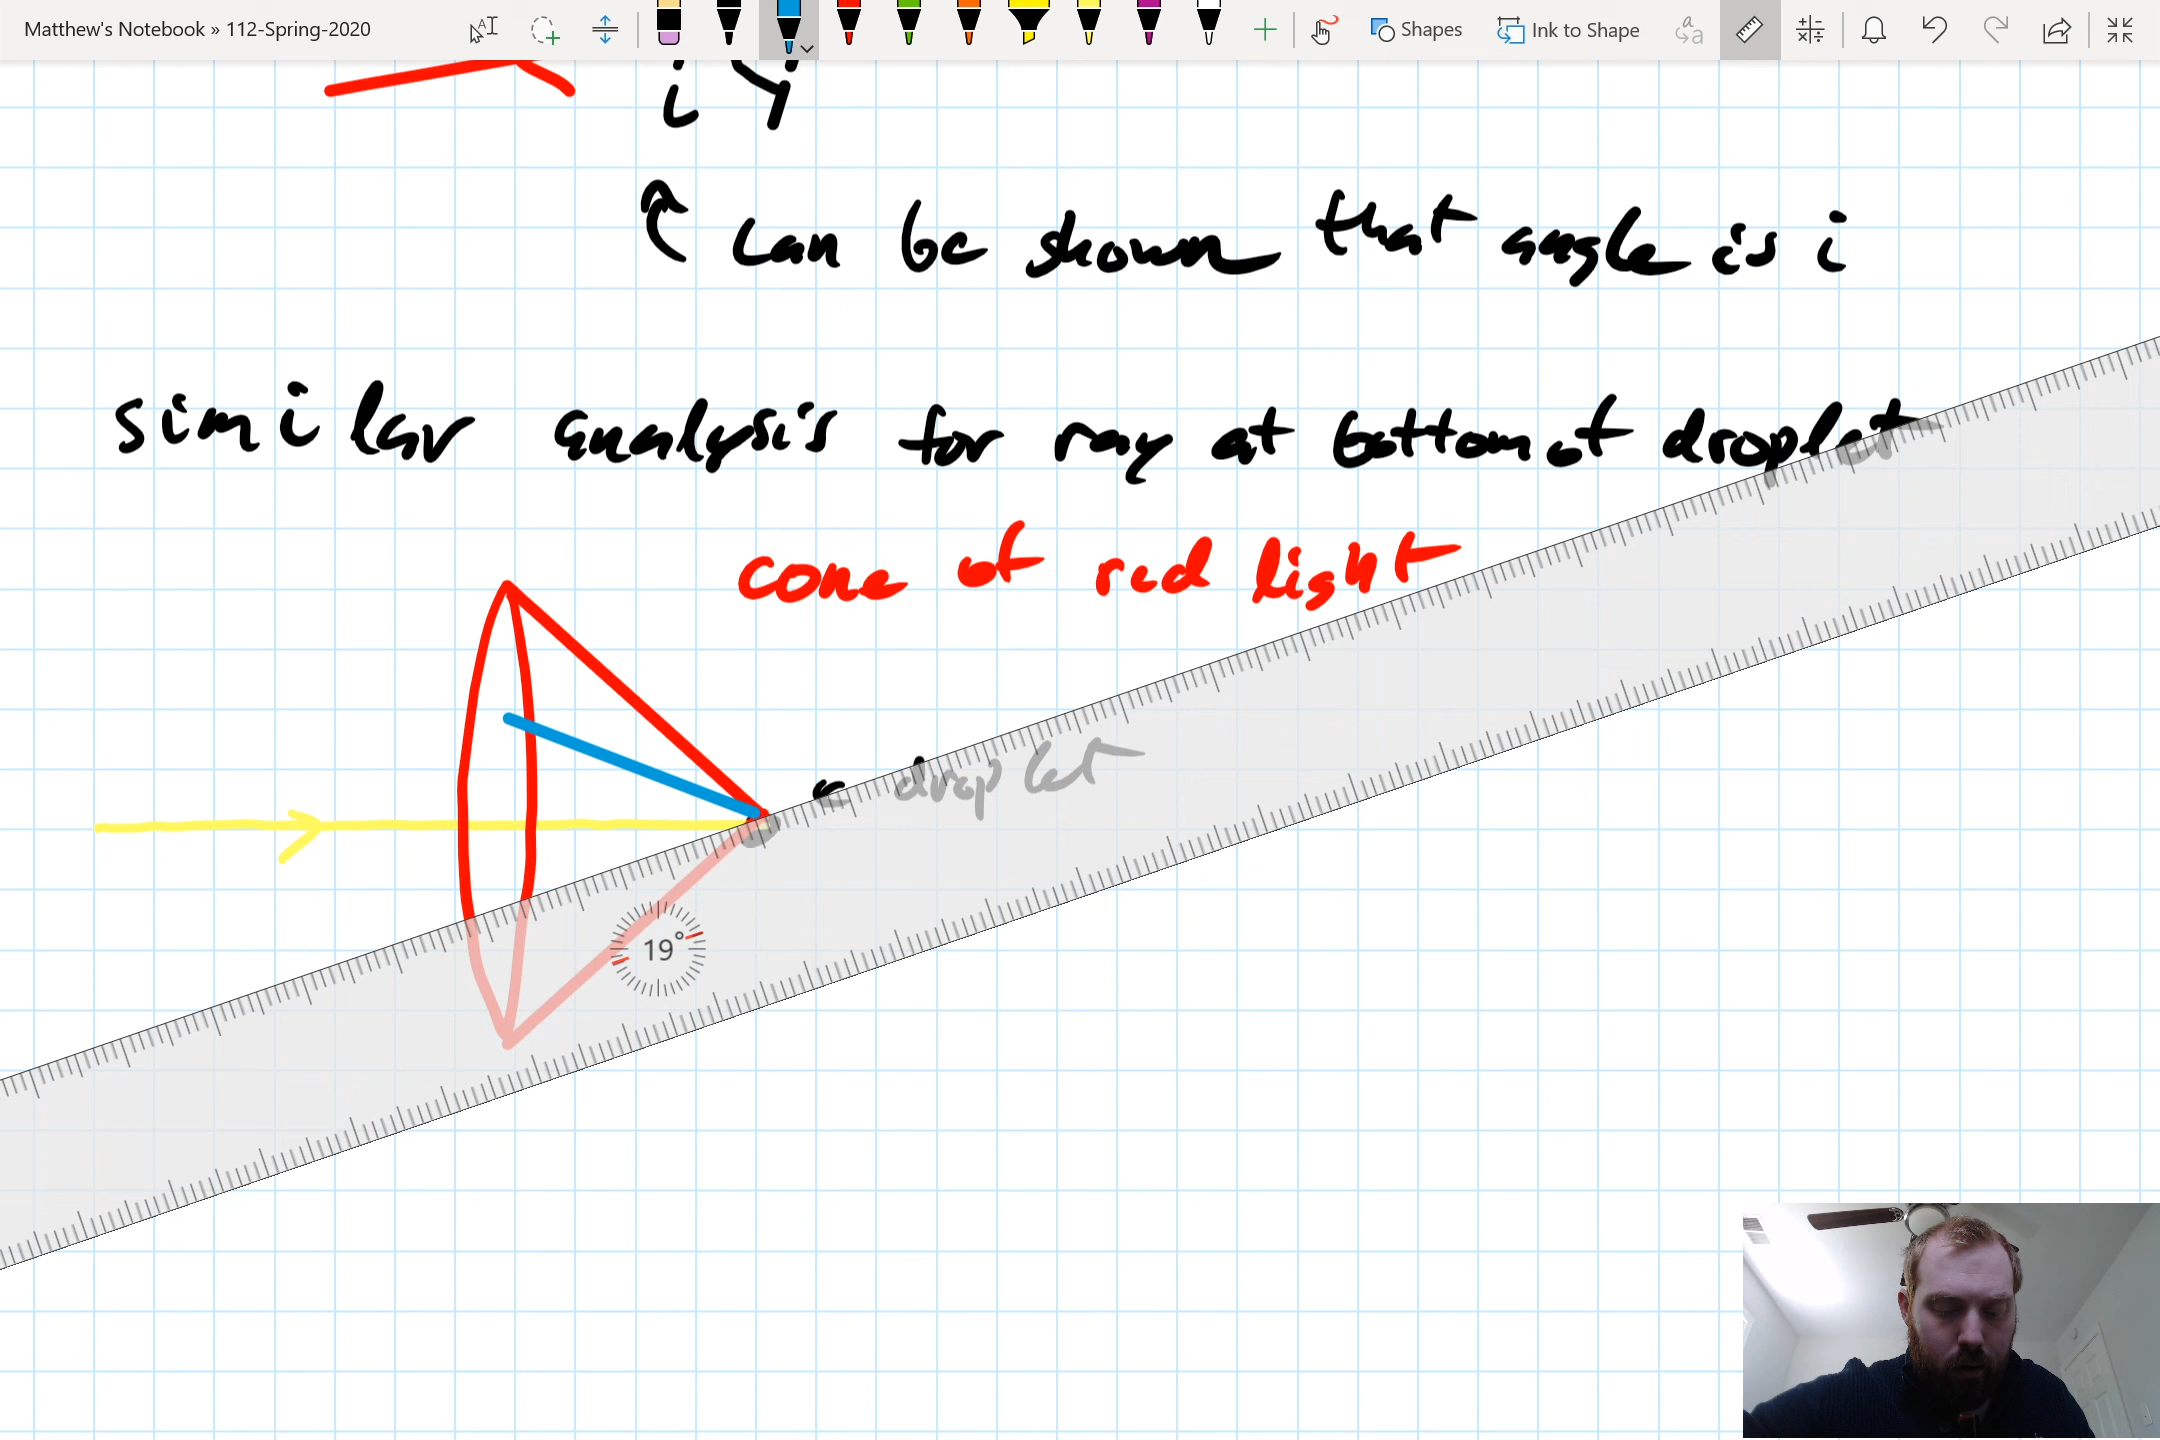 Matthew's Notebook » 112-Spring-2020
Shapes
Ink to Shape
i
↑ can be shown that angle is i
similar analysis for ray at bottom of droplet
cone of red light
← droplet
19°